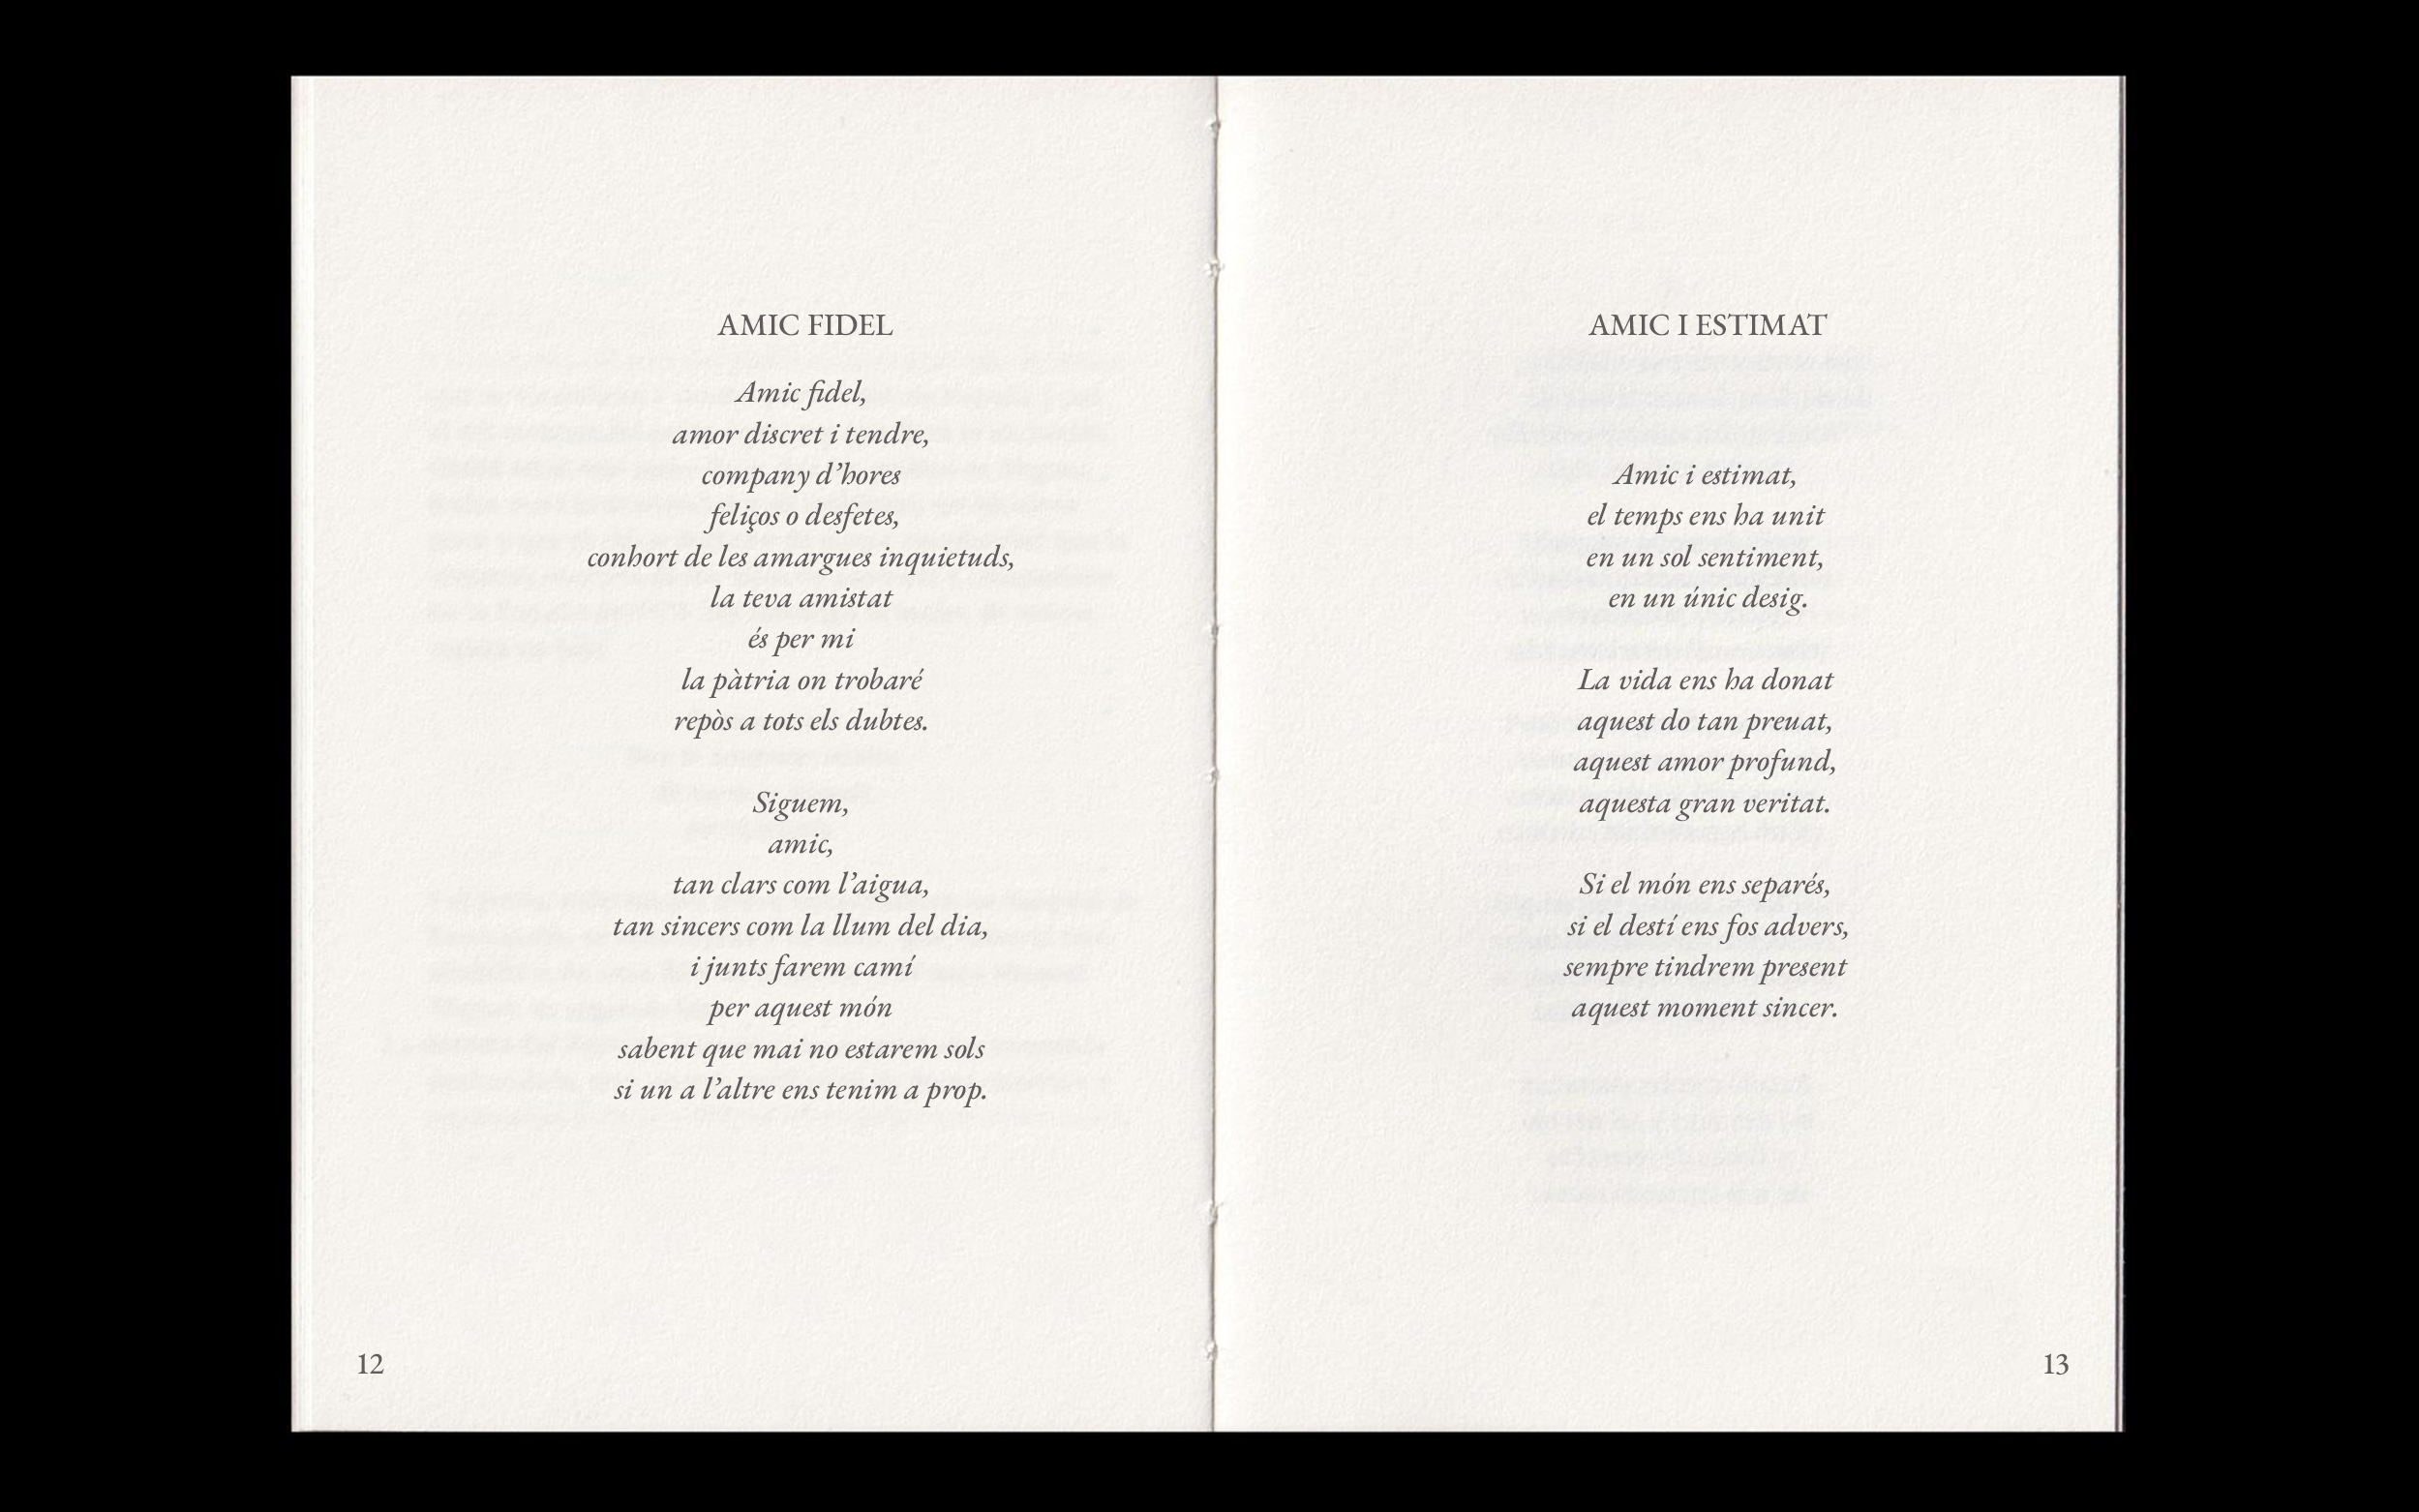 AMIC FIDEL
Amic fidel,
amor discret i tendre,
company d’hores
feliços o desfetes,
conhort de les amargues inquietuds,
la teva amistat
és per mi
la pàtria on trobaré
repòs a tots els dubtes.
Siguem,
amic,
tan clars com l’aigua,
tan sincers com la llum del dia,
i junts farem camí
per aquest món
sabent que mai no estarem sols
si un a l’altre ens tenim a prop.
12
AMIC I ESTIMAT
Amic i estimat,
el temps ens ha unit
en un sol sentiment,
en un únic desig.
La vida ens ha donat
aquest do tan preuat,
aquest amor profund,
aquesta gran veritat.
Si el món ens separés,
si el destí ens fos advers,
sempre tindrem present
aquest moment sincer.
13